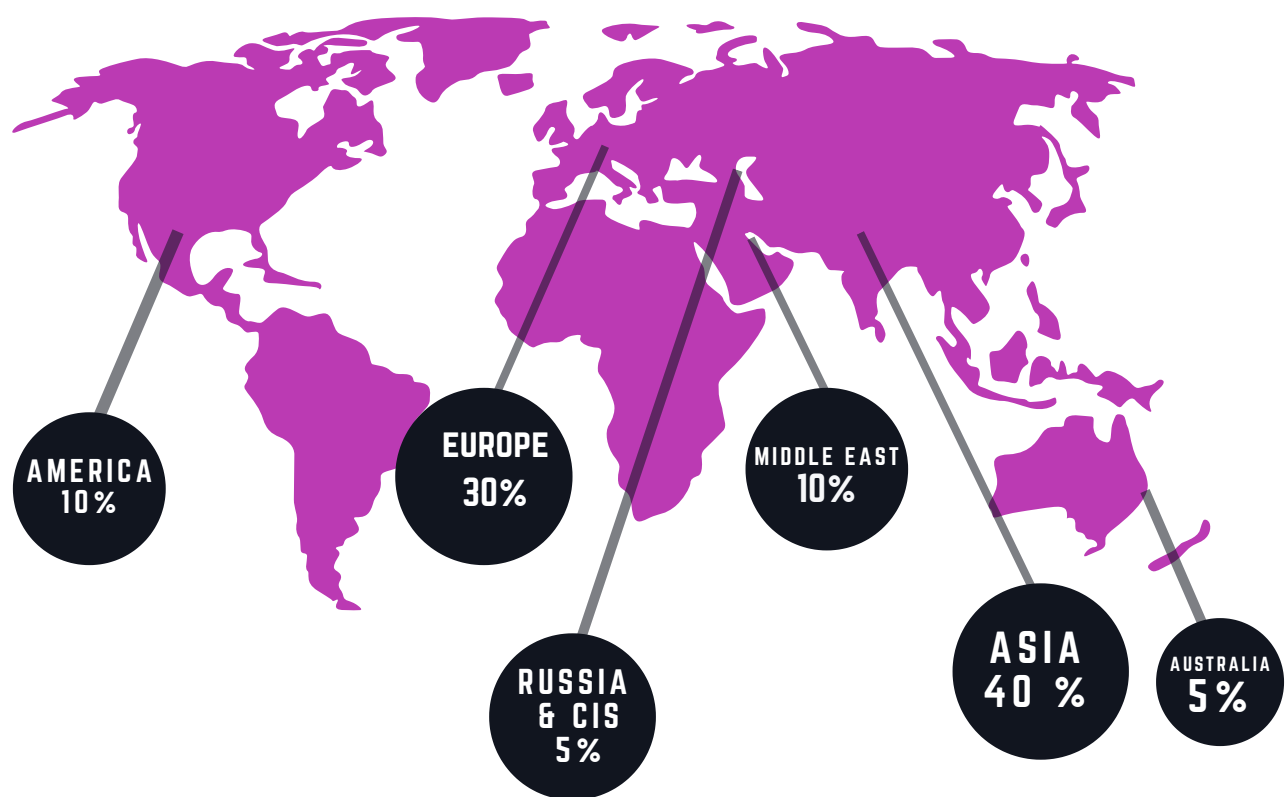 AMERICA
10%
EUROPE
30%
MIDDLE EAST
10%
RUSSIA
& CIS
5%
ASIA
40 %
AUSTRALIA
5%